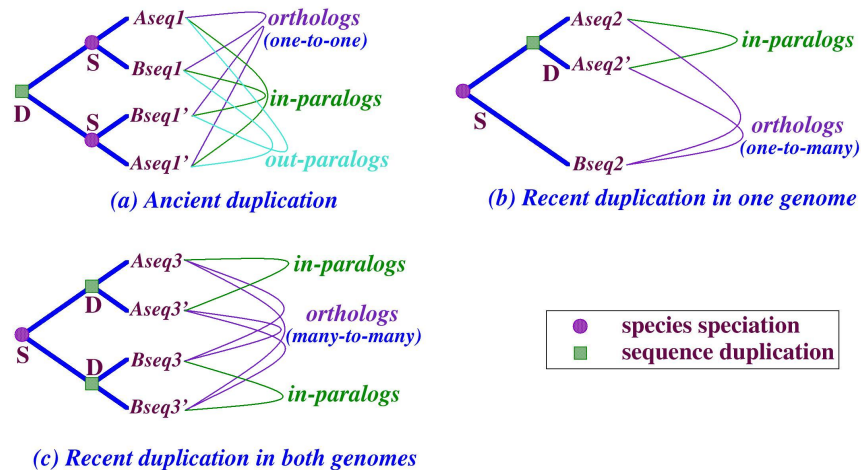 Aseq1
orthologs
(one-to-one)
S
Bseq1
in-paralogs
D
S
Bseq1’
Aseq1’
out-paralogs
(a) Ancient duplication
Aseq2
in-paralogs
D
Aseq2’
S
orthologs
(one-to-many)
Bseq2
(b) Recent duplication in one genome
Aseq3
in-paralogs
D
Aseq3’
orthologs
(many-to-many)
S
D
Bseq3
in-paralogs
Bseq3’
(c) Recent duplication in both genomes
species speciation
sequence duplication